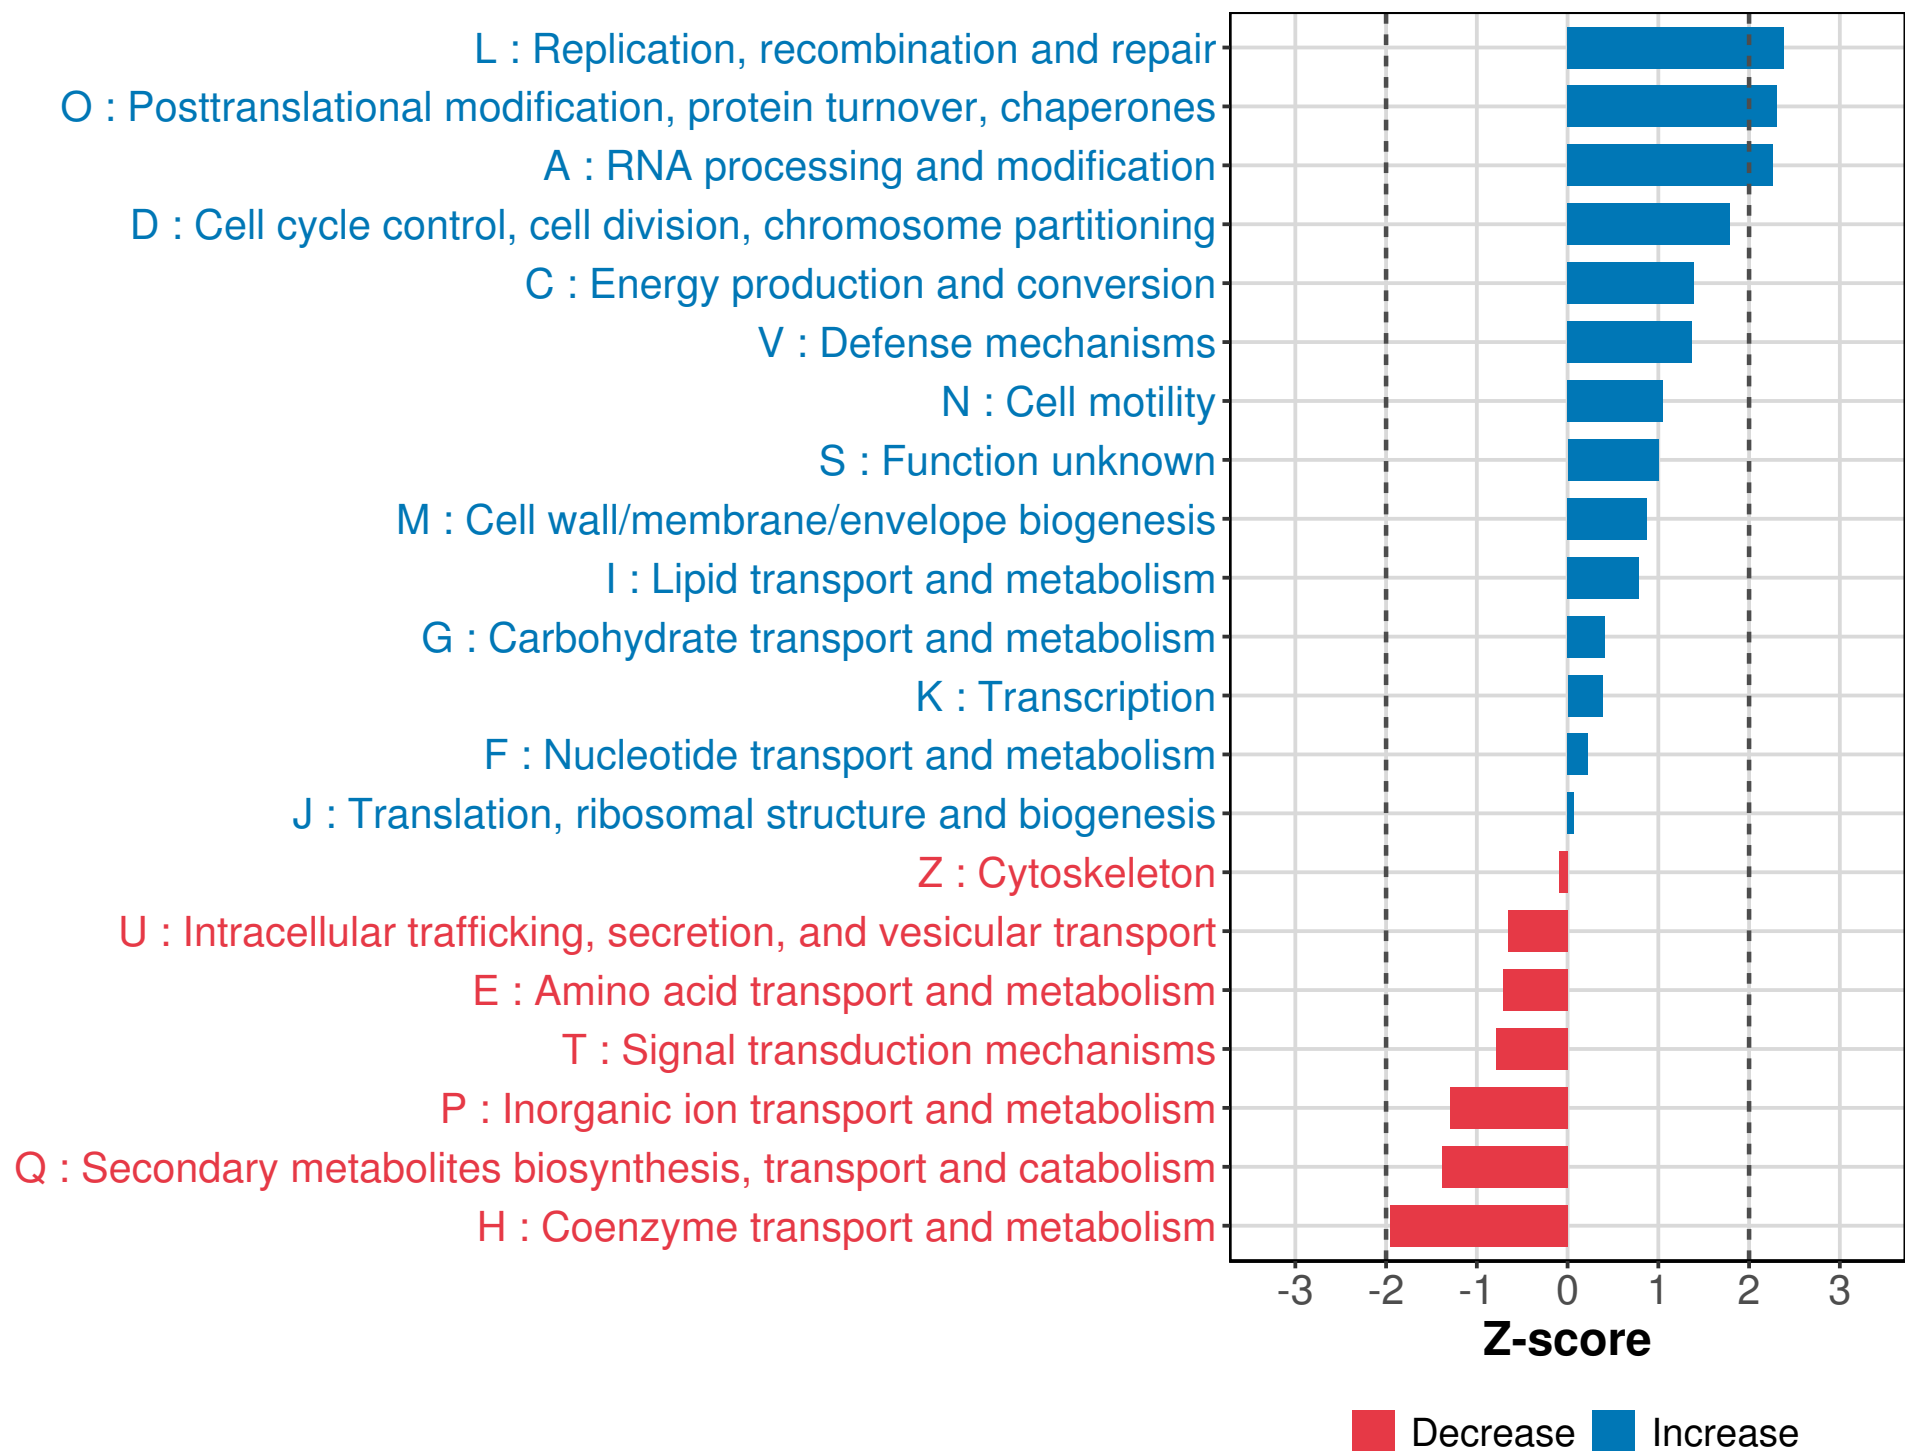 L : Replication, recombination and repair
O : Posttranslational modification, protein turnover, chaperones
A : RNA processing and modification
D : Cell cycle control, cell division, chromosome partitioning
C : Energy production and conversion
V : Defense mechanisms
N : Cell motility
S : Function unknown
M : Cell wall/membrane/envelope biogenesis
I : Lipid transport and metabolism
G : Carbohydrate transport and metabolism
K : Transcription
F : Nucleotide transport and metabolism
J : Translation, ribosomal structure and biogenesis
Z : Cytoskeleton
U : Intracellular trafficking, secretion, and vesicular transport
E : Amino acid transport and metabolism
T : Signal transduction mechanisms
P : Inorganic ion transport and metabolism
Q : Secondary metabolites biosynthesis, transport and catabolism
H : Coenzyme transport and metabolism
-3 -2 -1 0 1 2 3
Z-score
Decrease Increase